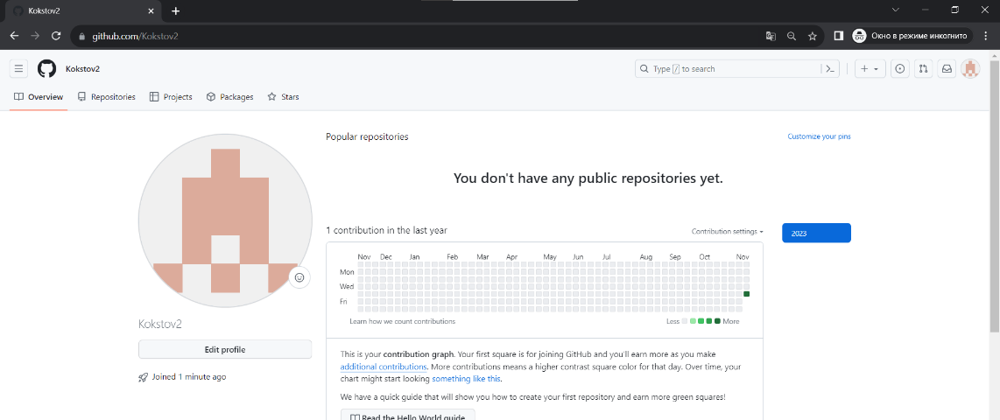 Kokstov2
github.com/Kokstov2
Окно в режиме инкогнито
Kokstov2
Type / to search
Overview
Repositories
Projects
Packages
Stars
Popular repositories
Customize your pins
You don't have any public repositories yet.
1 contribution in the last year
Contribution settings
2023
Nov Dec Jan Feb Mar Apr May Jun Jul Aug Sep Oct Nov
Mon
Wed
Fri
Learn how we count contributions
Less More
Kokstov2
Edit profile
Joined 1 minute ago
This is your contribution graph. Your first square is for joining GitHub and you'll earn more as you make
additional contributions. More contributions means a higher contrast square color for that day. Over time, your
chart might start looking something like this.
We have a quick guide that will show you how to create your first repository and earn more green squares!
Read the Hello World guide